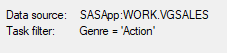 Data source: SASApp:WORK.VGSALES
Task filter: Genre = 'Action'